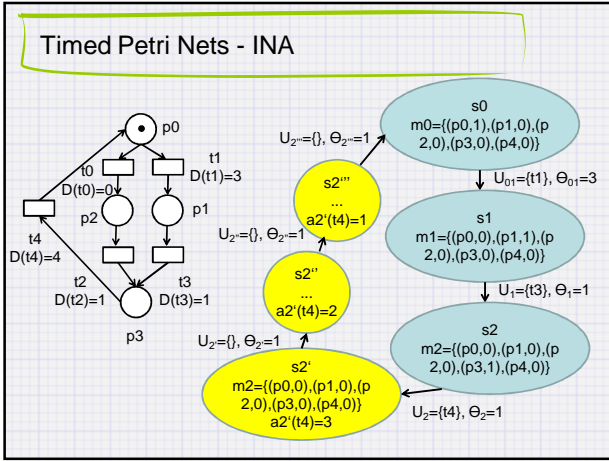 Timed Petri Nets - INA
p0
t0
D(t0)=0
t1
D(t1)=3
p2
p1
t4
D(t4)=4
t2
D(t2)=1
t3
D(t3)=1
p3
s0
m0={(p0,1),(p1,0),(p
2,0),(p3,0),(p4,0)}
U01={t1}, ϴ01=3
s1
m1={(p0,0),(p1,1),(p
2,0),(p3,0),(p4,0)}
U1={t3}, ϴ1=1
s2
m2={(p0,0),(p1,0),(p
2,0),(p3,1),(p4,0)}
U2={t4}, ϴ2=1
s2‘
m2={(p0,0),(p1,0),(p
2,0),(p3,0),(p4,0)}
a2‘(t4)=3
U2'={}, ϴ2'=1
s2‘’
...
a2‘(t4)=2
U2''={}, ϴ2''=1
s2‘’’
...
a2‘(t4)=1
U2'''={}, ϴ2'''=1